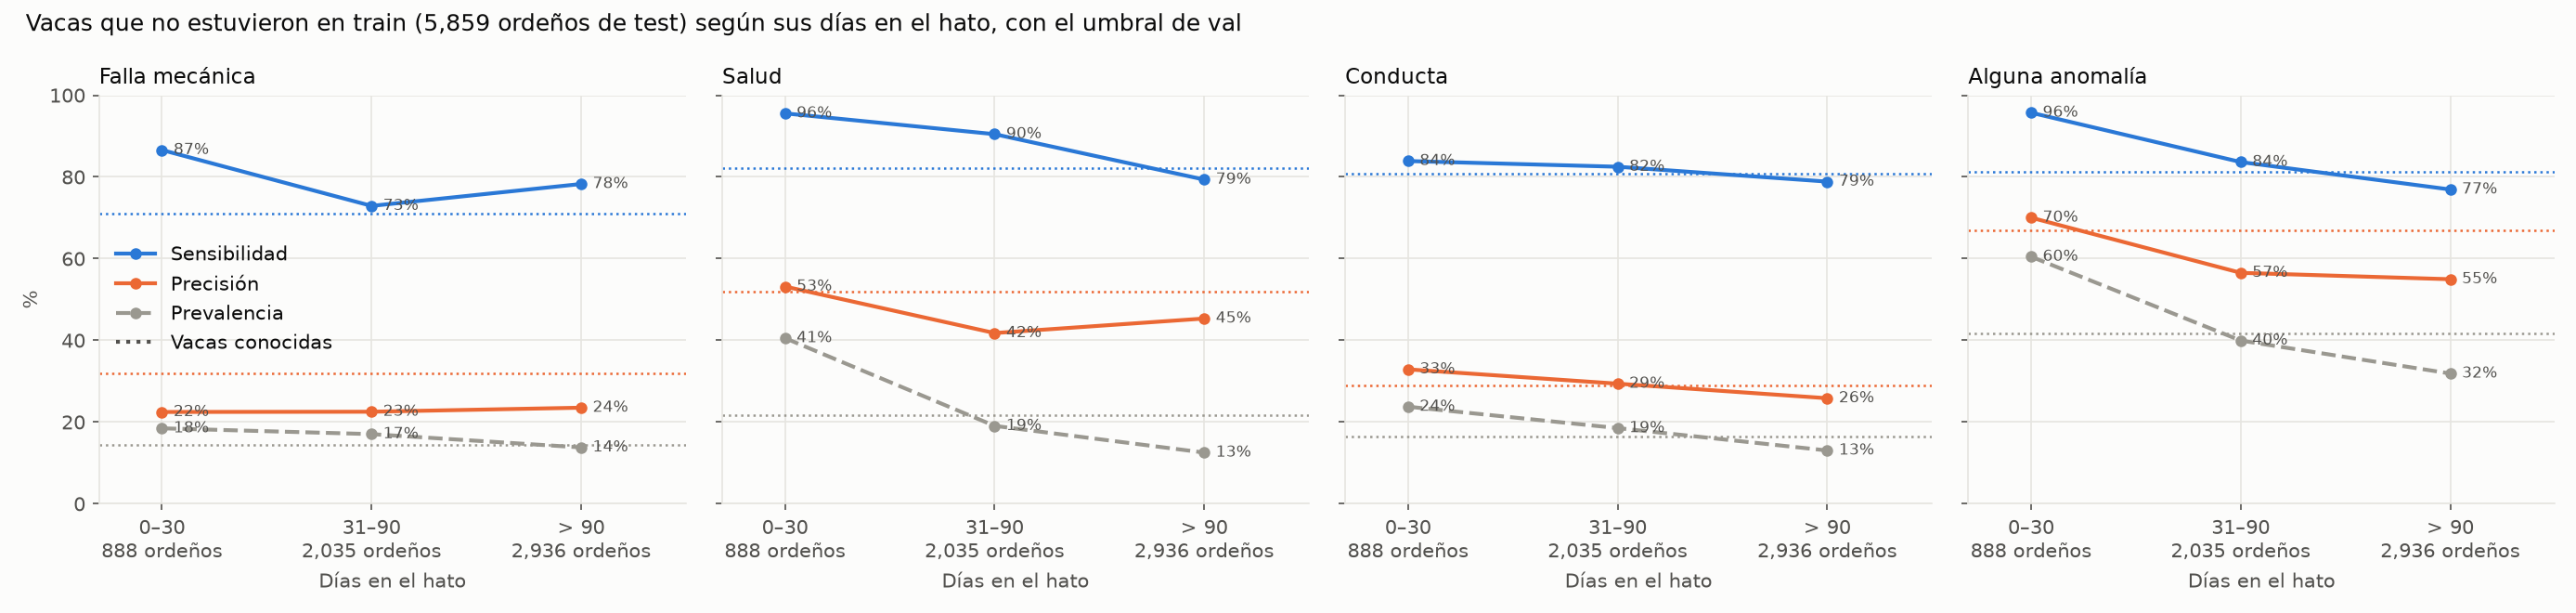 Vacas que no estuvieron en train (5,859 ordeños de test) según sus días en el hato, con el umbral de val
Falla mecánica
%
100
80
60
40
20
0
87%
73%
78%
Sensibilidad
Precisión
Prevalencia
Vacas conocidas
22%
23%
24%
18%
17%
14%
0–30
888 ordeños
31–90
2,035 ordeños
> 90
2,936 ordeños
Días en el hato
Salud
96%
90%
79%
53%
42%
45%
41%
19%
13%
0–30
888 ordeños
31–90
2,035 ordeños
> 90
2,936 ordeños
Días en el hato
Conducta
84%
82%
79%
33%
29%
26%
24%
19%
13%
0–30
888 ordeños
31–90
2,035 ordeños
> 90
2,936 ordeños
Días en el hato
Alguna anomalía
96%
84%
77%
70%
57%
55%
60%
40%
32%
0–30
888 ordeños
31–90
2,035 ordeños
> 90
2,936 ordeños
Días en el hato